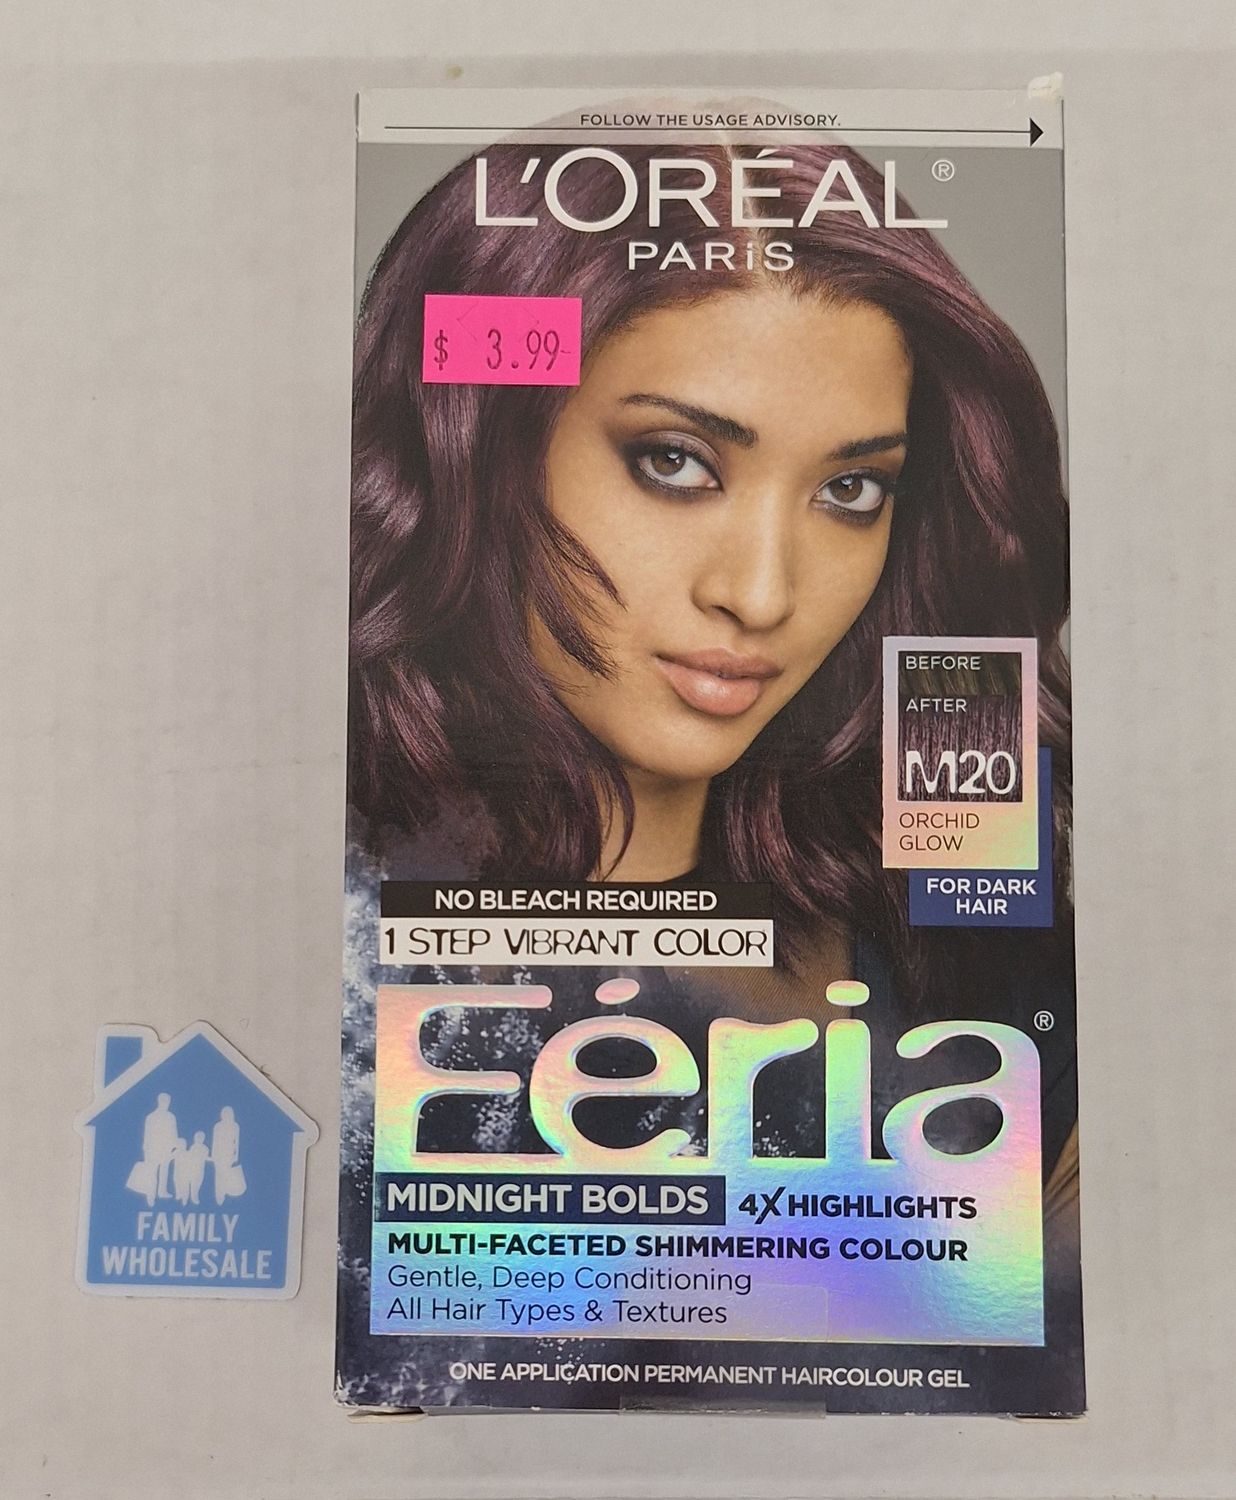 FOLLOW THE USAGE ADVISORY.
L'ORÉAL®
PARiS
$ 3.99
BEFORE
AFTER
M20
ORCHID
GLOW
FOR DARK
HAIR
NO BLEACH REQUIRED
1 STEP VIBRANT COLOR
Féria®
MIDNIGHT BOLDS 4X HIGHLIGHTS
MULTI-FACETED SHIMMERING COLOUR
Gentle, Deep Conditioning
All Hair Types & Textures
ONE APPLICATION PERMANENT HAIRCOLOUR GEL
FAMILY
WHOLESALE